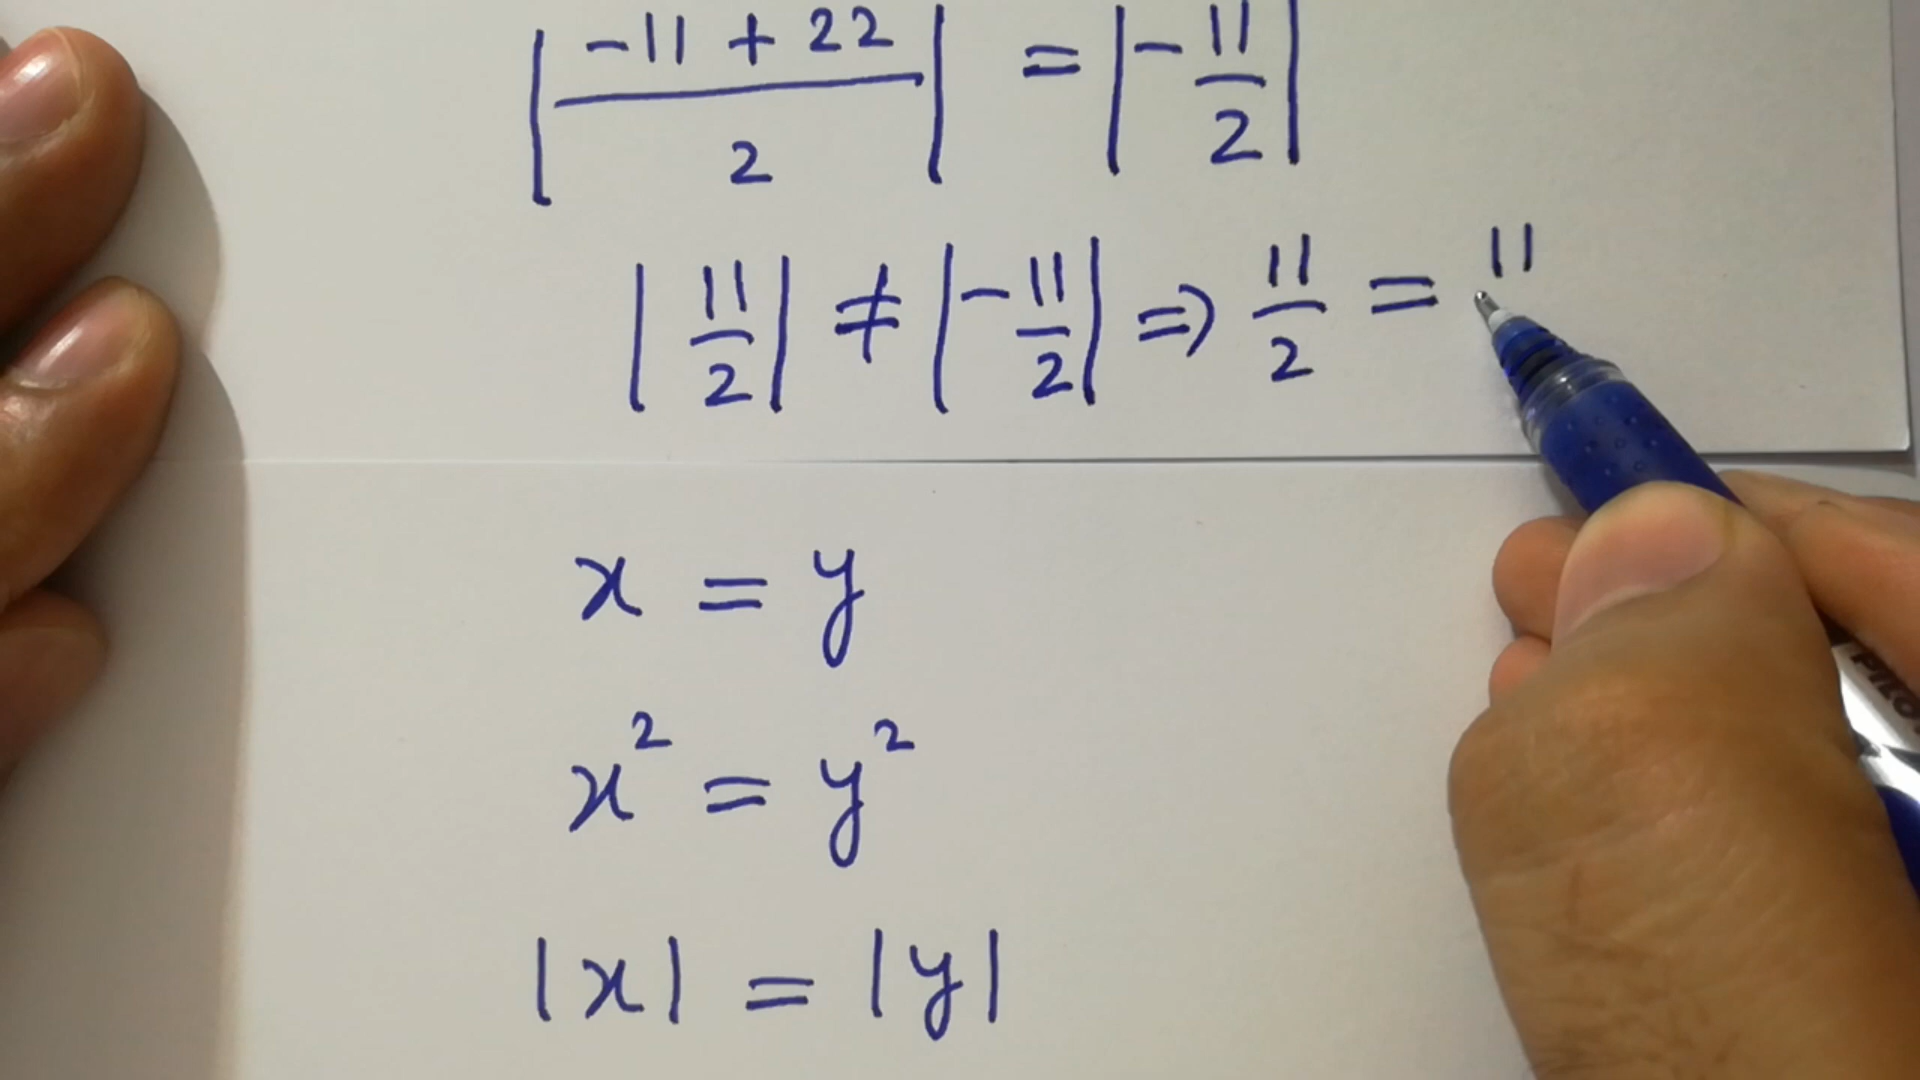 |(-11 + 22)/2| = |-11/2|
|11/2| ≠ |-11/2| ⇒ 11/2 = 11
x = y
x² = y²
|x| = |y|